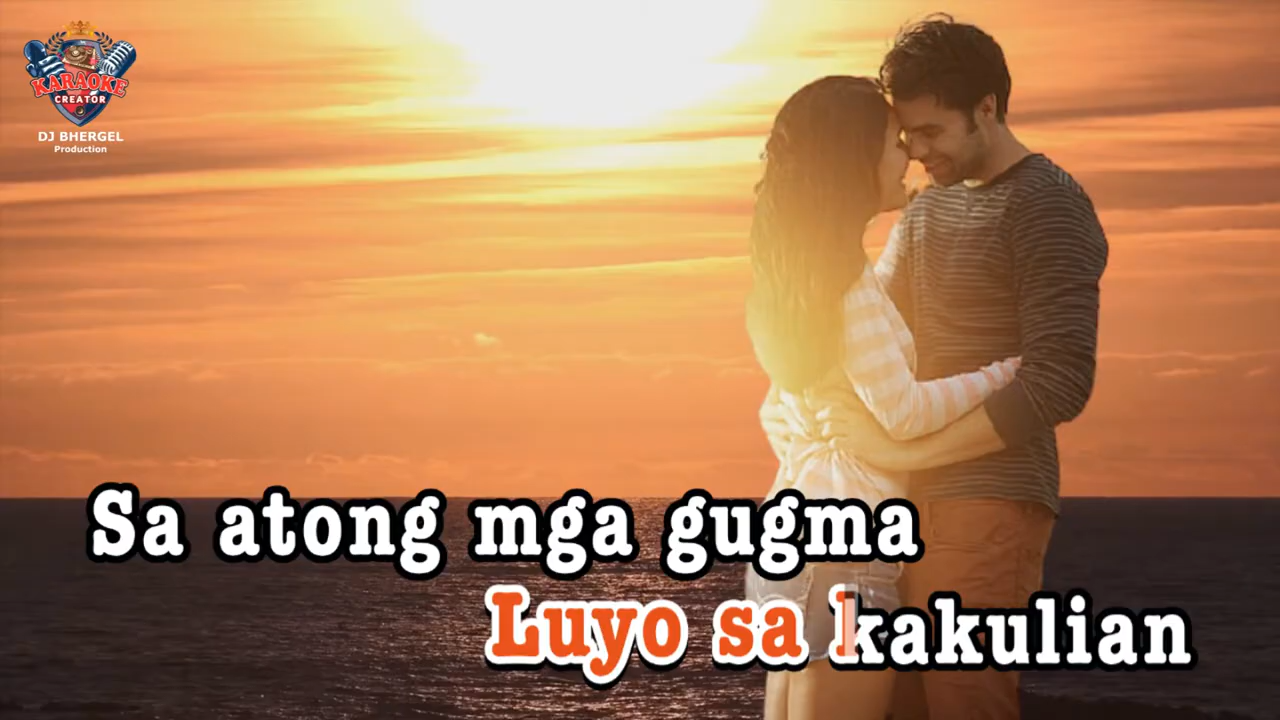 KARAOKE
CREATOR
DJ BHERGEL
Production
Sa atong mga gugma
Luyo sa kakulian